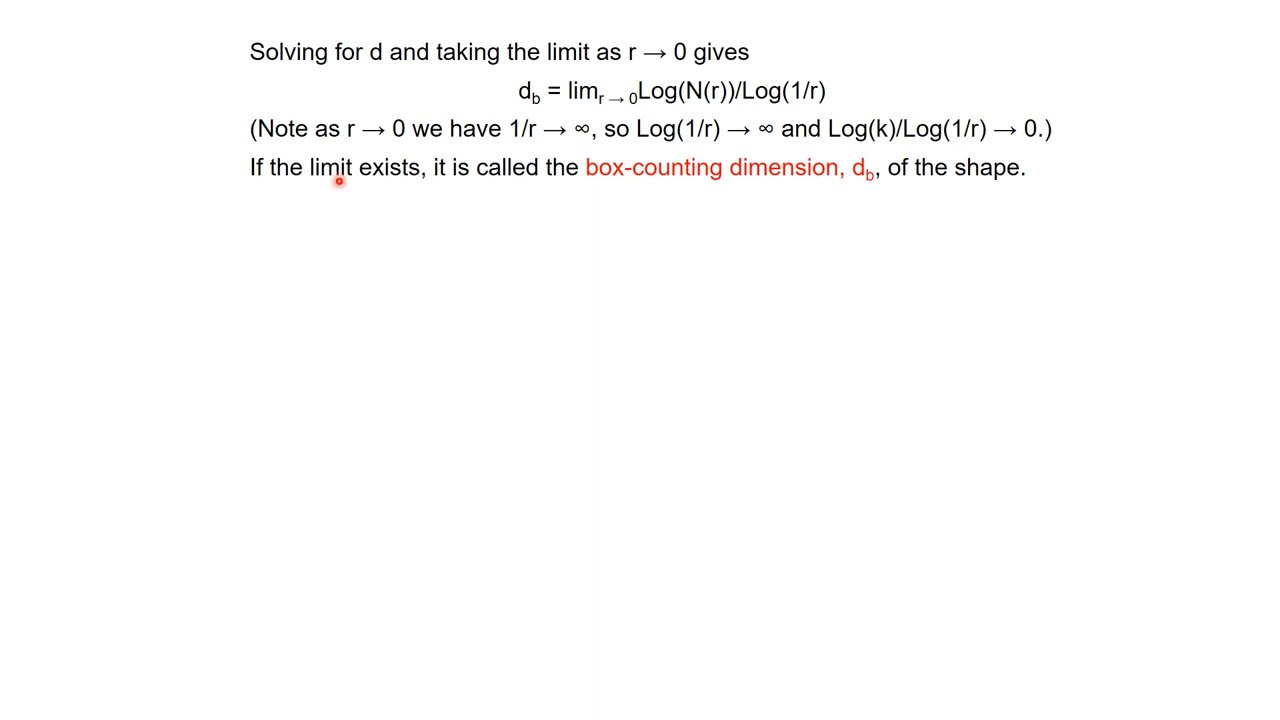 Solving for d and taking the limit as r → 0 gives
d_b = lim_{r → 0}Log(N(r))/Log(1/r)
(Note as r → 0 we have 1/r → ∞, so Log(1/r) → ∞ and Log(k)/Log(1/r) → 0.)
If the limit exists, it is called the box-counting dimension, d_b, of the shape.